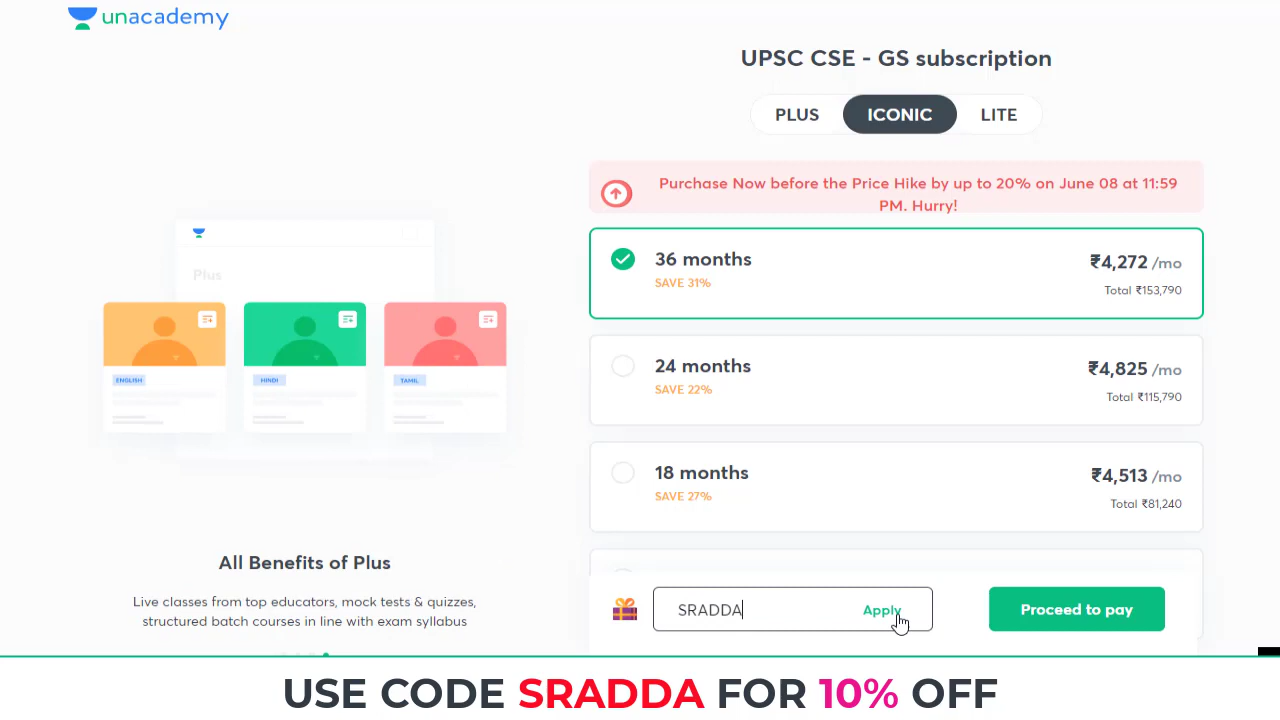 unacademy
UPSC CSE - GS subscription
PLUS
ICONIC
LITE
Purchase Now before the Price Hike by up to 20% on June 08 at 11:59
PM. Hurry!
36 months
₹4,272 /mo
SAVE 31%
Total ₹153,790
24 months
₹4,825 /mo
SAVE 22%
Total ₹115,790
18 months
₹4,513 /mo
SAVE 27%
Total ₹81,240
Plus
ENGLISH
HINDI
TAMIL
All Benefits of Plus
Live classes from top educators, mock tests & quizzes,
structured batch courses in line with exam syllabus
SRADDA
Apply
Proceed to pay
USE CODE SRADDA FOR 10% OFF